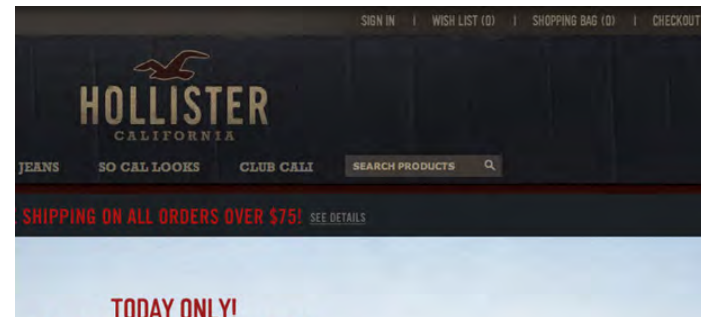 SIGN IN | WISH LIST (0) | SHOPPING BAG (0) | CHECKOUT
HOLLISTER
CALIFORNIA
JEANS SO CAL LOOKS CLUB CALI SEARCH PRODUCTS
SHIPPING ON ALL ORDERS OVER $75! SEE DETAILS
TODAY ONLY!